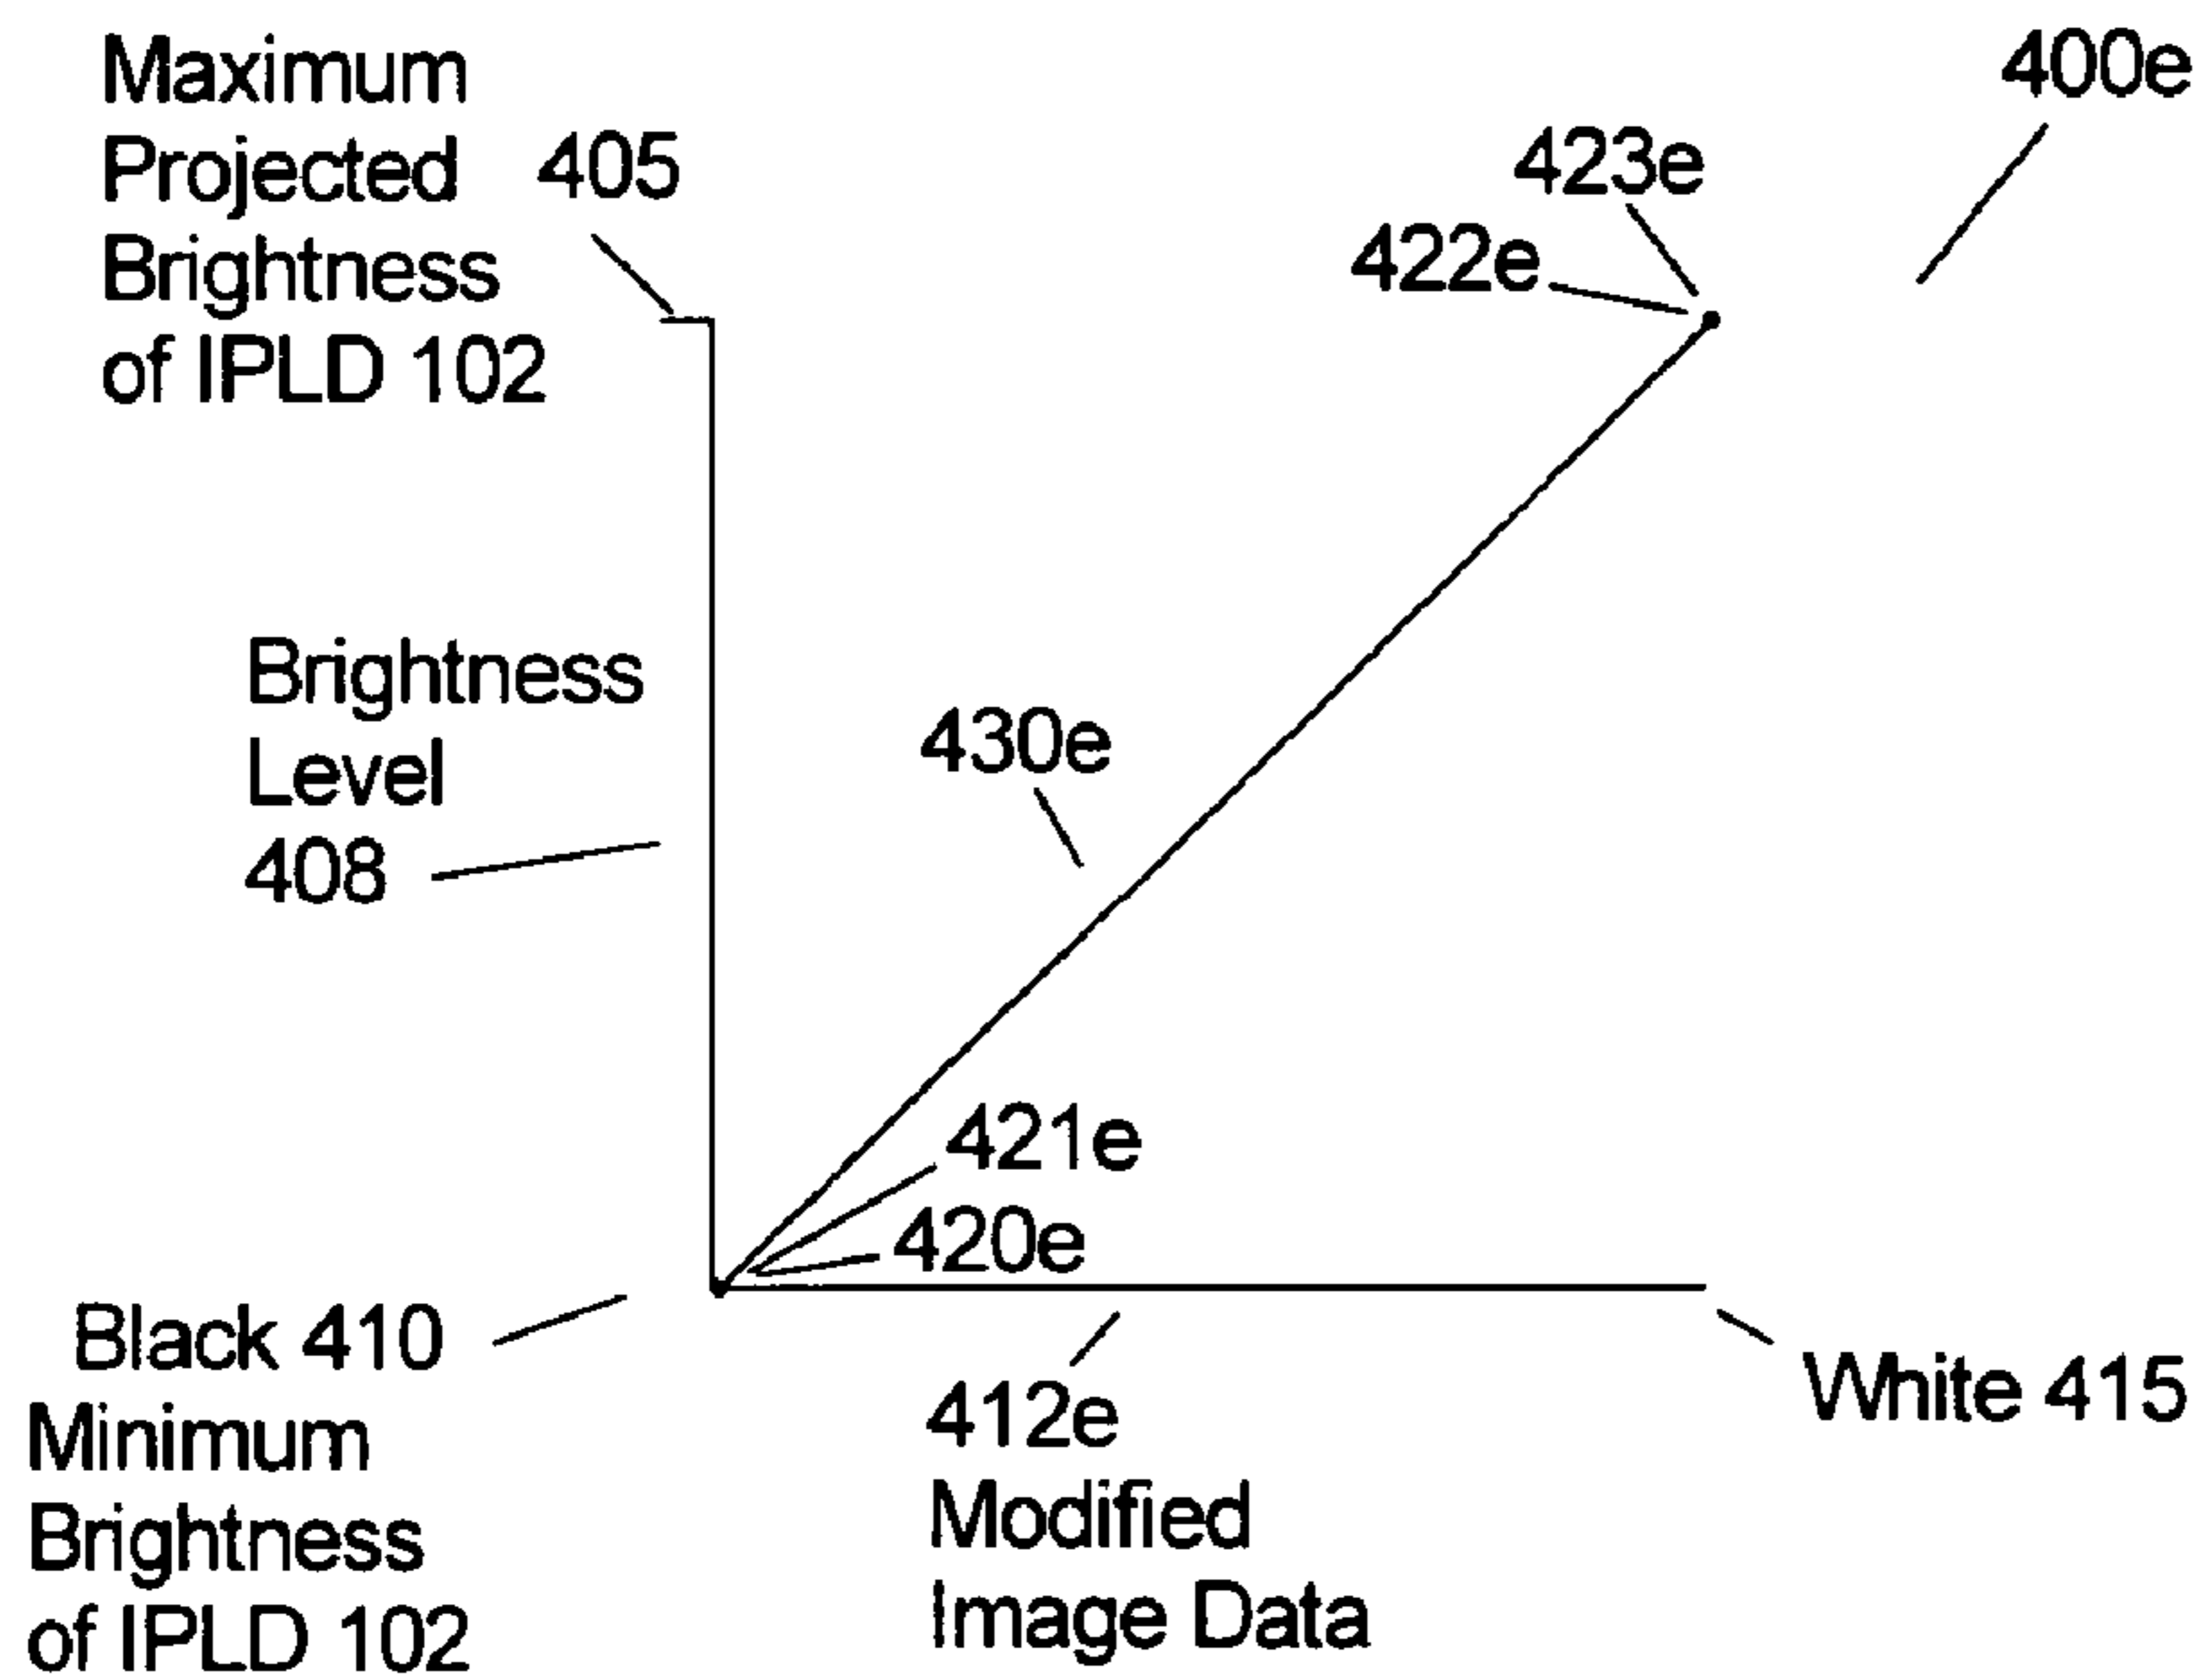 Maximum
Projected 405
Brightness
of IPLD 102
400e
423e
422e
Brightness
Level
408
430e
421e
420e
Black 410
Minimum
Brightness
of IPLD 102
412e
Modified
Image Data
White 415